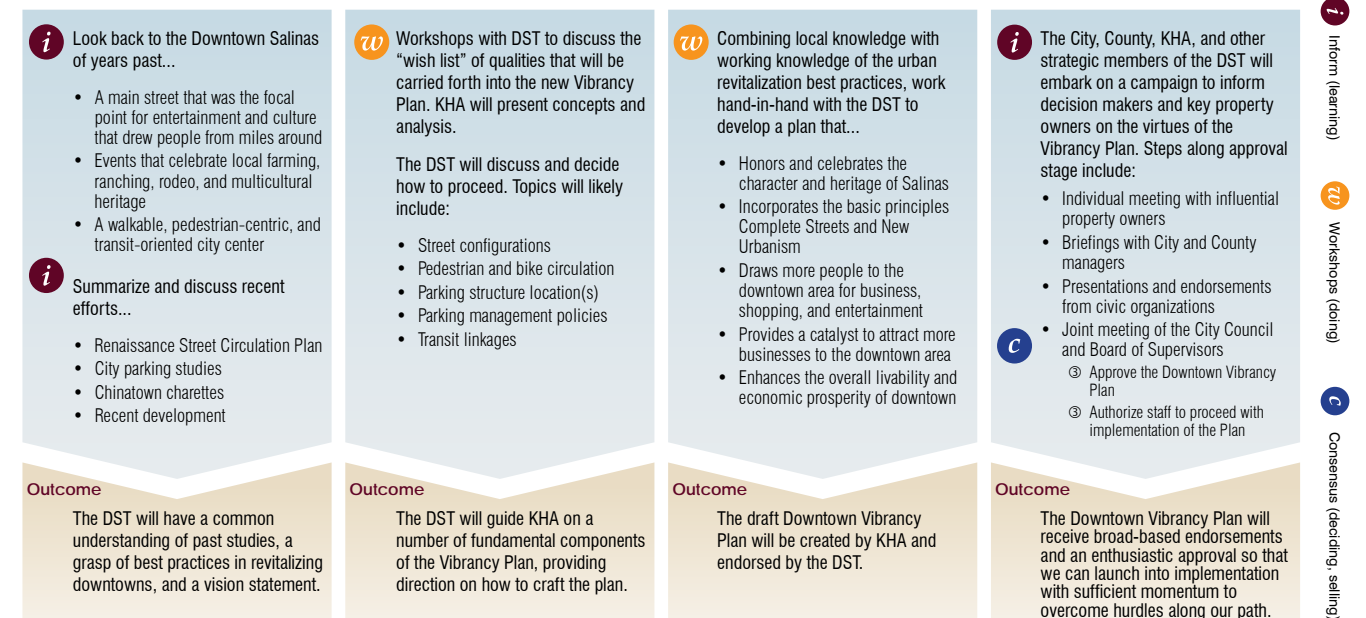 i
Look back to the Downtown Salinas
of years past...
• A main street that was the focal
point for entertainment and culture
that drew people from miles around
• Events that celebrate local farming,
ranching, rodeo, and multicultural
heritage
• A walkable, pedestrian-centric, and
transit-oriented city center
i
Summarize and discuss recent
efforts...
• Renaissance Street Circulation Plan
• City parking studies
• Chinatown charettes
• Recent development
Outcome
The DST will have a common
understanding of past studies, a
grasp of best practices in revitalizing
downtowns, and a vision statement.
w
Workshops with DST to discuss the
“wish list” of qualities that will be
carried forth into the new Vibrancy
Plan. KHA will present concepts and
analysis.
The DST will discuss and decide
how to proceed. Topics will likely
include:
• Street configurations
• Pedestrian and bike circulation
• Parking structure location(s)
• Parking management policies
• Transit linkages
Outcome
The DST will guide KHA on a
number of fundamental components
of the Vibrancy Plan, providing
direction on how to craft the plan.
w
Combining local knowledge with
working knowledge of the urban
revitalization best practices, work
hand-in-hand with the DST to
develop a plan that...
• Honors and celebrates the
character and heritage of Salinas
• Incorporates the basic principles
Complete Streets and New
Urbanism
• Draws more people to the
downtown area for business,
shopping, and entertainment
• Provides a catalyst to attract more
businesses to the downtown area
• Enhances the overall livability and
economic prosperity of downtown
Outcome
The draft Downtown Vibrancy
Plan will be created by KHA and
endorsed by the DST.
i
The City, County, KHA, and other
strategic members of the DST will
embark on a campaign to inform
decision makers and key property
owners on the virtues of the
Vibrancy Plan. Steps along approval
stage include:
• Individual meeting with influential
property owners
• Briefings with City and County
managers
• Presentations and endorsements
from civic organizations
c
• Joint meeting of the City Council
and Board of Supervisors
③ Approve the Downtown Vibrancy
Plan
③ Authorize staff to proceed with
implementation of the Plan
Outcome
The Downtown Vibrancy Plan will
receive broad-based endorsements
and an enthusiastic approval so that
we can launch into implementation
with sufficient momentum to
overcome hurdles along our path.
i
Inform (learning)
w
Workshops (doing)
c
Consensus (deciding, selling)